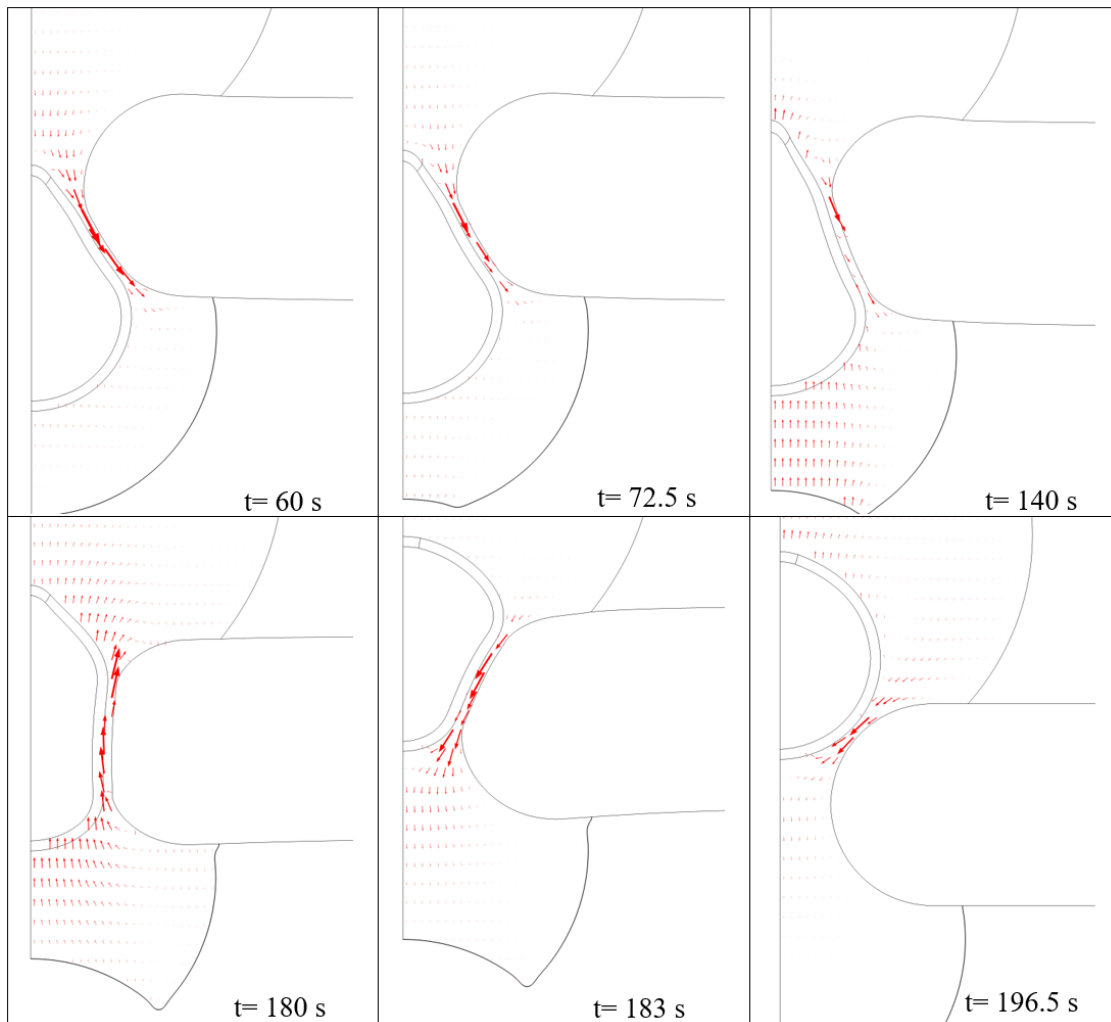 t= 60 s
t= 72.5 s
t= 140 s
t= 180 s
t= 183 s
t= 196.5 s